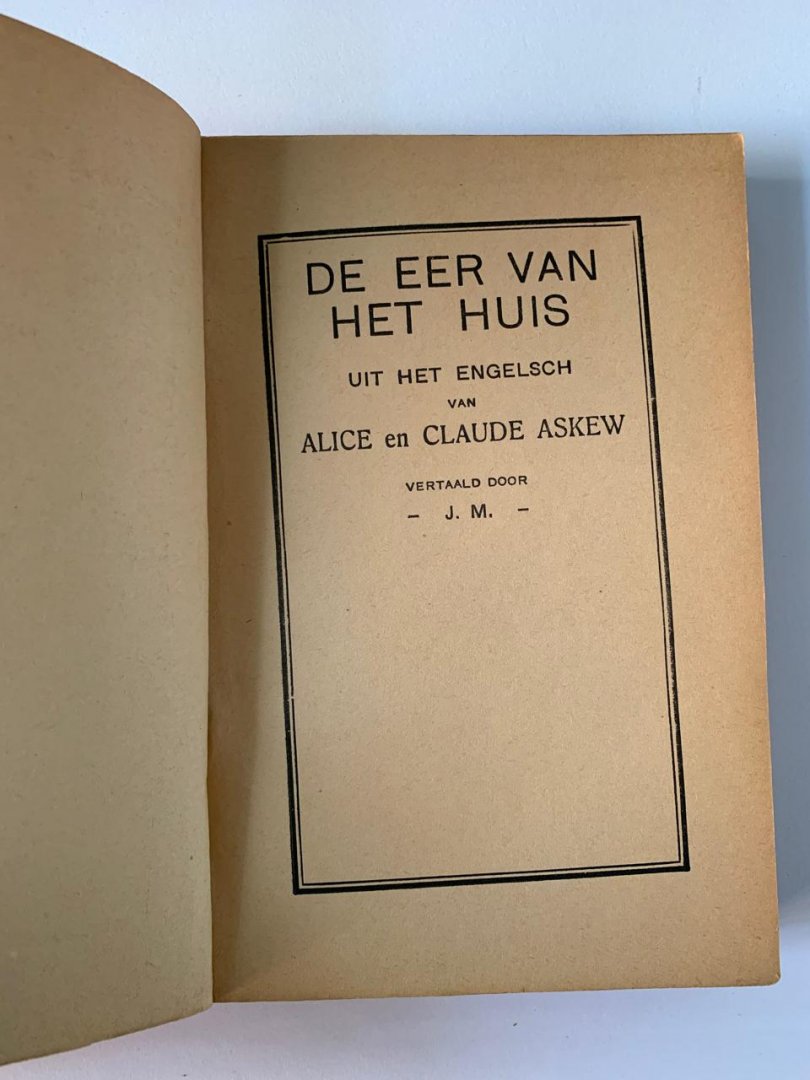 DE EER VAN
HET HUIS
UIT HET ENGELSCH
VAN
ALICE en CLAUDE ASKEW
VERTAALD DOOR
– J. M. –